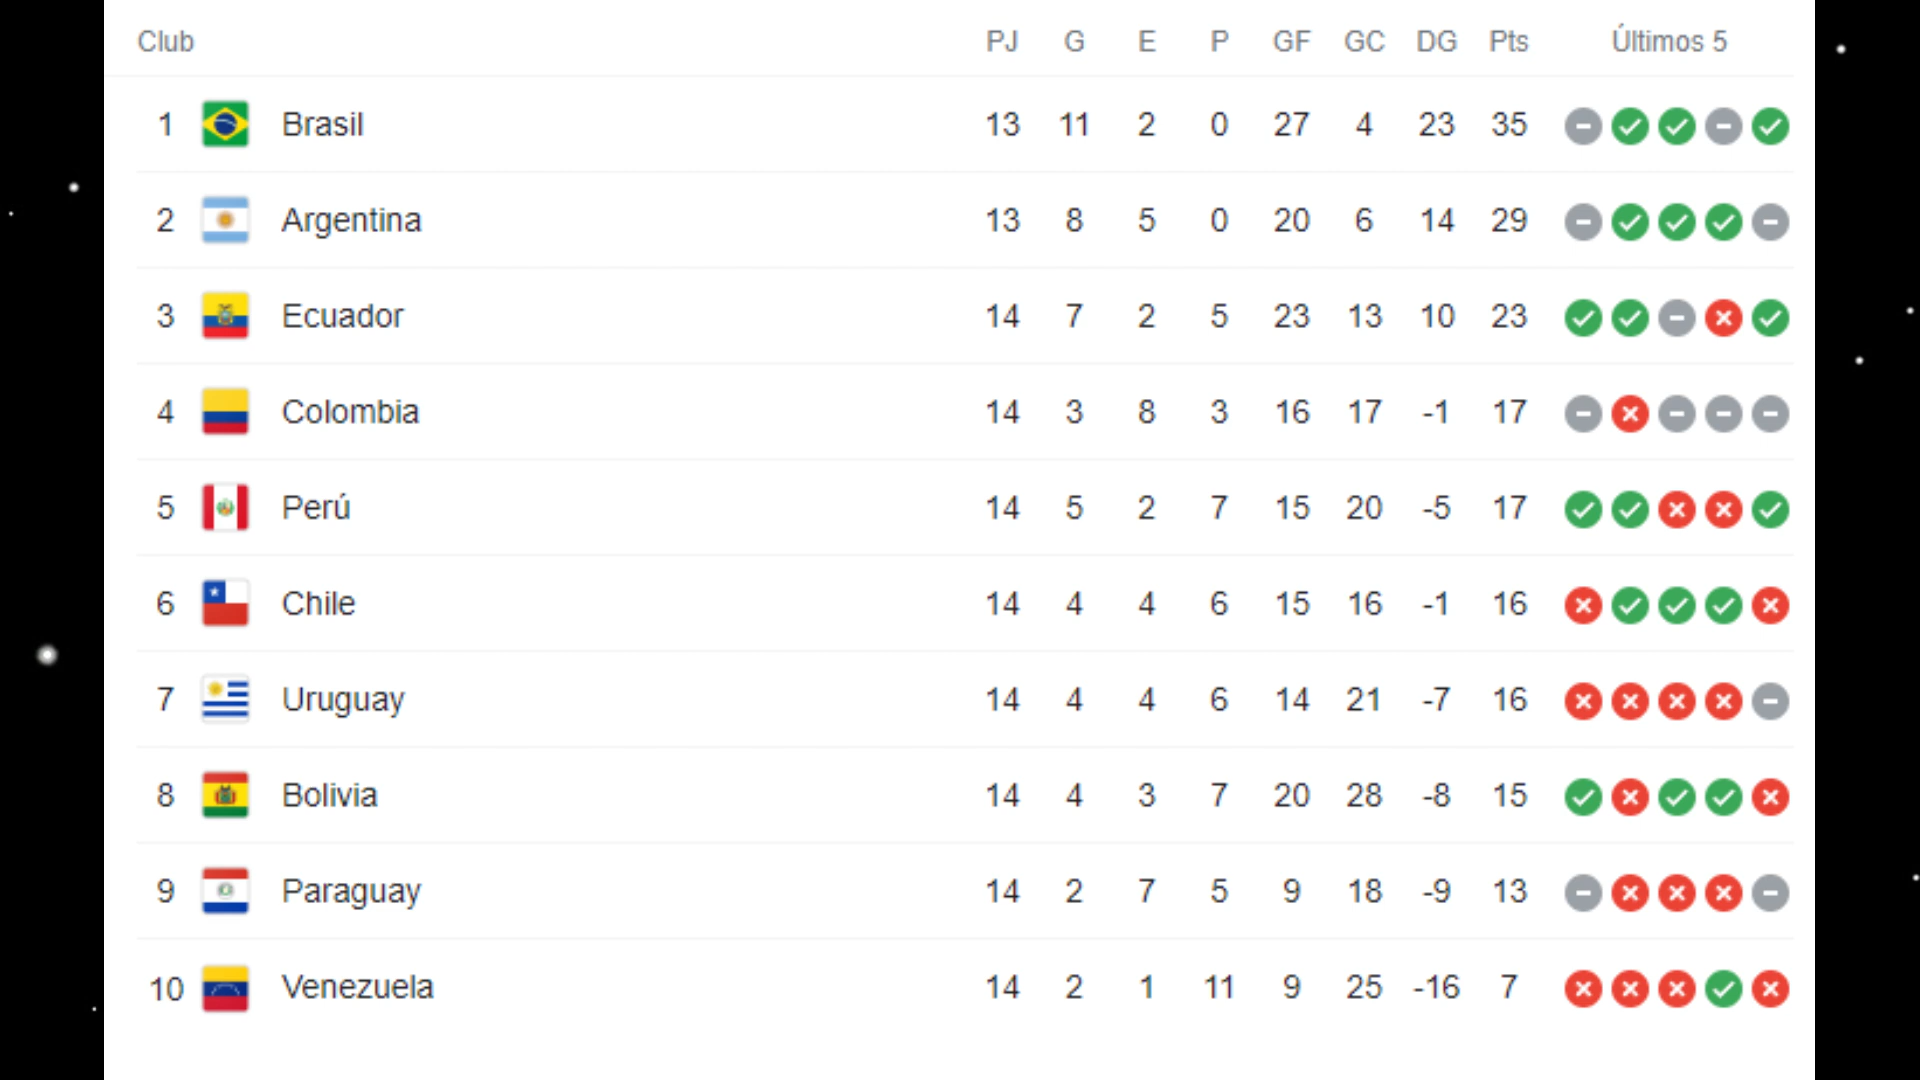 Club PJ G E P GF GC DG Pts Últimos 5
1 Brasil 13 11 2 0 27 4 23 35
2 Argentina 13 8 5 0 20 6 14 29
3 Ecuador 14 7 2 5 23 13 10 23
4 Colombia 14 3 8 3 16 17 -1 17
5 Perú 14 5 2 7 15 20 -5 17
6 Chile 14 4 4 6 15 16 -1 16
7 Uruguay 14 4 4 6 14 21 -7 16
8 Bolivia 14 4 3 7 20 28 -8 15
9 Paraguay 14 2 7 5 9 18 -9 13
10 Venezuela 14 2 1 11 9 25 -16 7